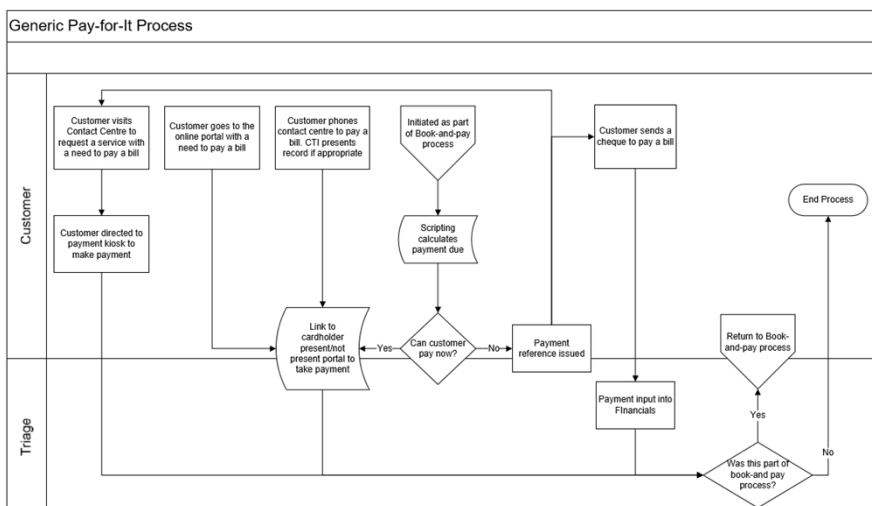 Generic Pay-for-It Process
Customer
Customer visits
Contact Centre to
request a service with
a need to pay a bill
Customer goes to the
online portal with a
need to pay a bill
Customer phones
contact centre to pay a
bill. CTI presents
record if appropriate
Initiated as part
of Book-and-pay
process
Customer sends a
cheque to pay a bill
End Process
Customer directed to
payment kiosk to
make payment
Scripting
calculates
payment due
Link to
cardholder
present/not
present portal to
take payment
Yes
Can customer
pay now?
No
Payment
reference issued
Return to Book-
and-pay process
Triage
Payment input into
FInancials
Yes
Was this part of
book-and pay
process?
No